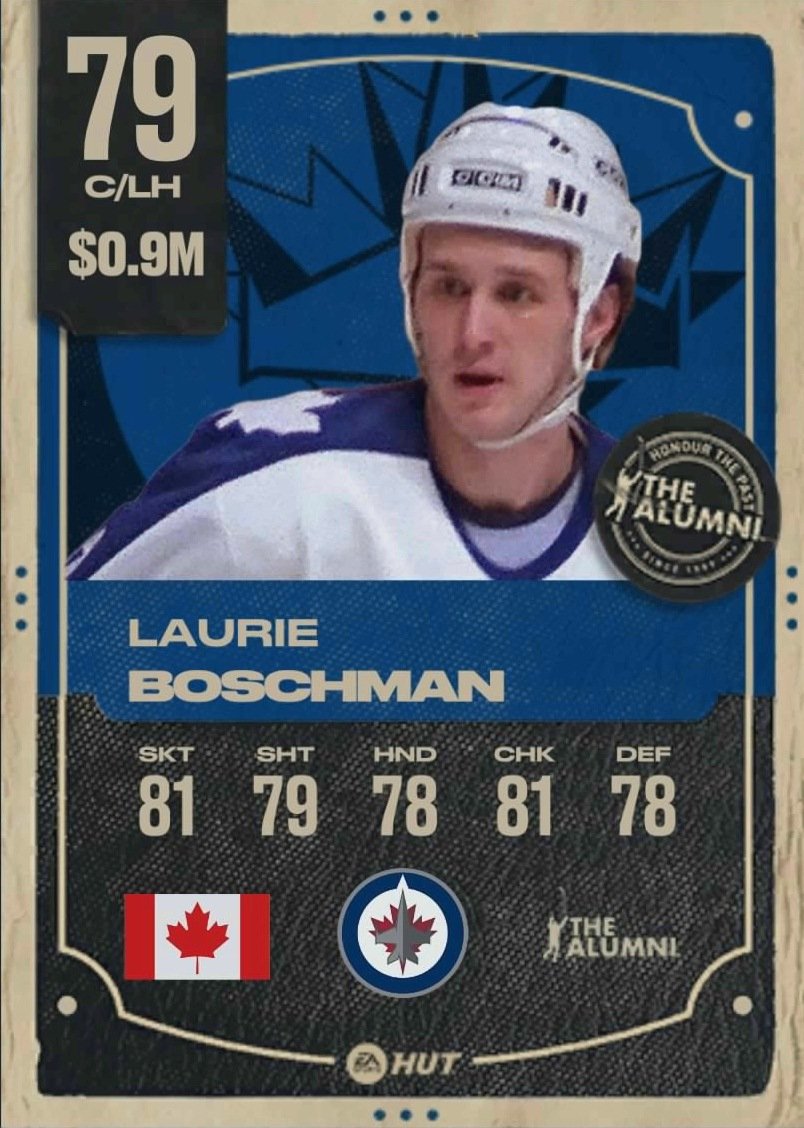 79
C/LH
$0.9M
CCM
HONOUR THE PAST
THE
ALUMNI
LAURIE
BOSCHMAN
SKT SHT HND CHK DEF
81 79 78 81 78
THE
ALUMNI
EA
HUT